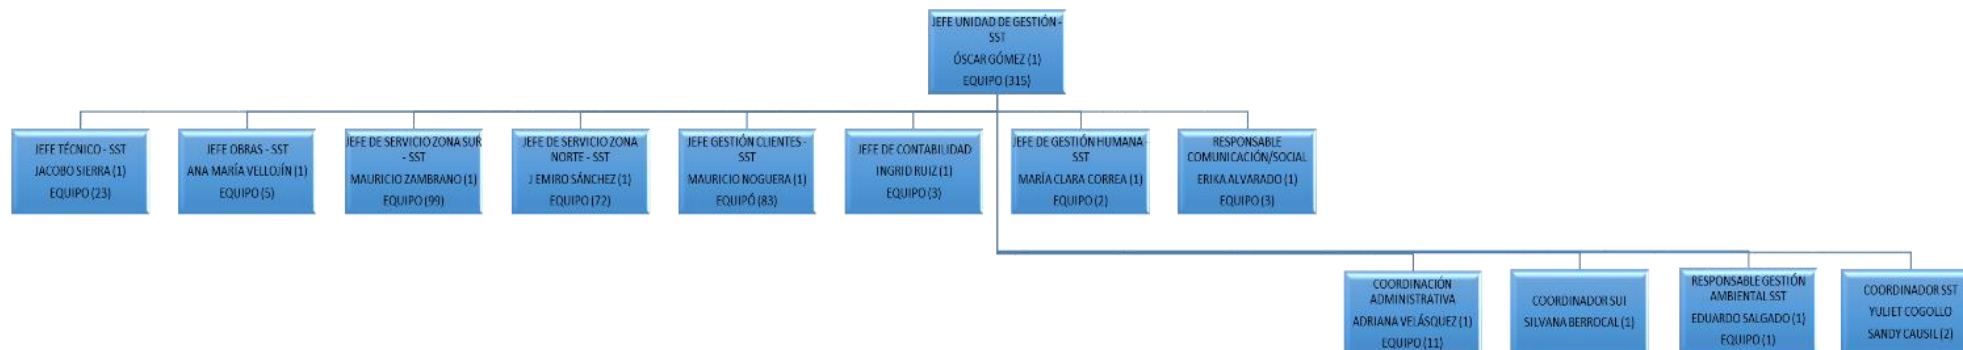 JEFE UNIDAD DE GESTIÓN -
SST
ÓSCAR GÓMEZ (1)
EQUIPO (315)
JEFE TÉCNICO - SST
JACOBO SIERRA (1)
EQUIPO (23)
JEFE OBRAS - SST
ANA MARÍA VELLOJÍN (1)
EQUIPO (5)
JEFE DE SERVICIO ZONA SUR
- SST
MAURICIO ZAMBRANO (1)
EQUIPO (99)
JEFE DE SERVICIO ZONA
NORTE - SST
J EMIRO SÁNCHEZ (1)
EQUIPO (72)
JEFE GESTIÓN CLIENTES -
SST
MAURICIO NOGUERA (1)
EQUIPÓ (83)
JEFE DE CONTABILIDAD
INGRID RUIZ (1)
EQUIPO (3)
JEFE DE GESTIÓN HUMANA -
SST
MARÍA CLARA CORREA (1)
EQUIPO (2)
RESPONSABLE
COMUNICACIÓN/SOCIAL
ERIKA ALVARADO (1)
EQUIPO (3)
COORDINACIÓN
ADMINISTRATIVA
ADRIANA VELÁSQUEZ (1)
EQUIPO (11)
COORDINADOR SUI
SILVANA BERROCAL (1)
RESPONSABLE GESTIÓN
AMBIENTAL SST
EDUARDO SALGADO (1)
EQUIPO (1)
COORDINADOR SST
YULIET COGOLLO
SANDY CAUSIL (2)